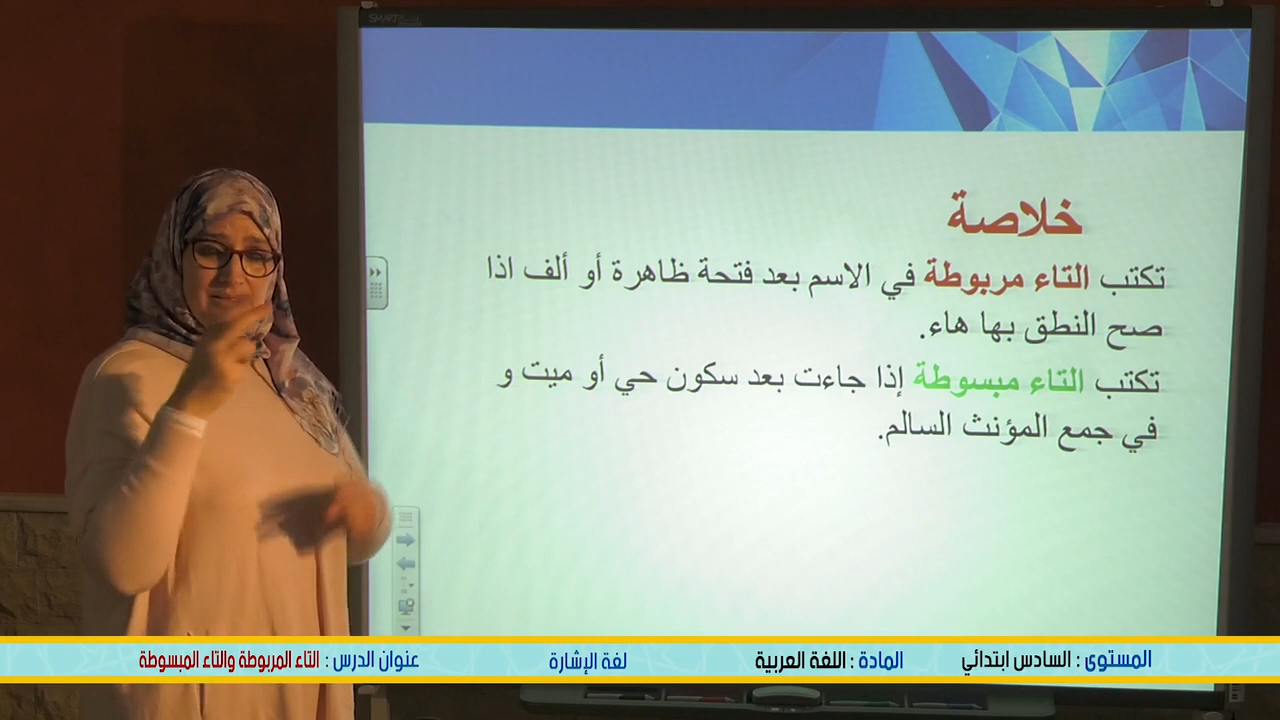 SMART
خلاصة
تكتب التاء مربوطة في الاسم بعد فتحة ظاهرة أو ألف اذا
صح النطق بها هاء.
تكتب التاء مبسوطة إذا جاءت بعد سكون حي أو ميت و
في جمع المؤنث السالم.
المستوى : السادس ابتدائي المادة : اللغة العربية لغة الإشارة عنوان الدرس : التاء المربوطة والتاء المبسوطة